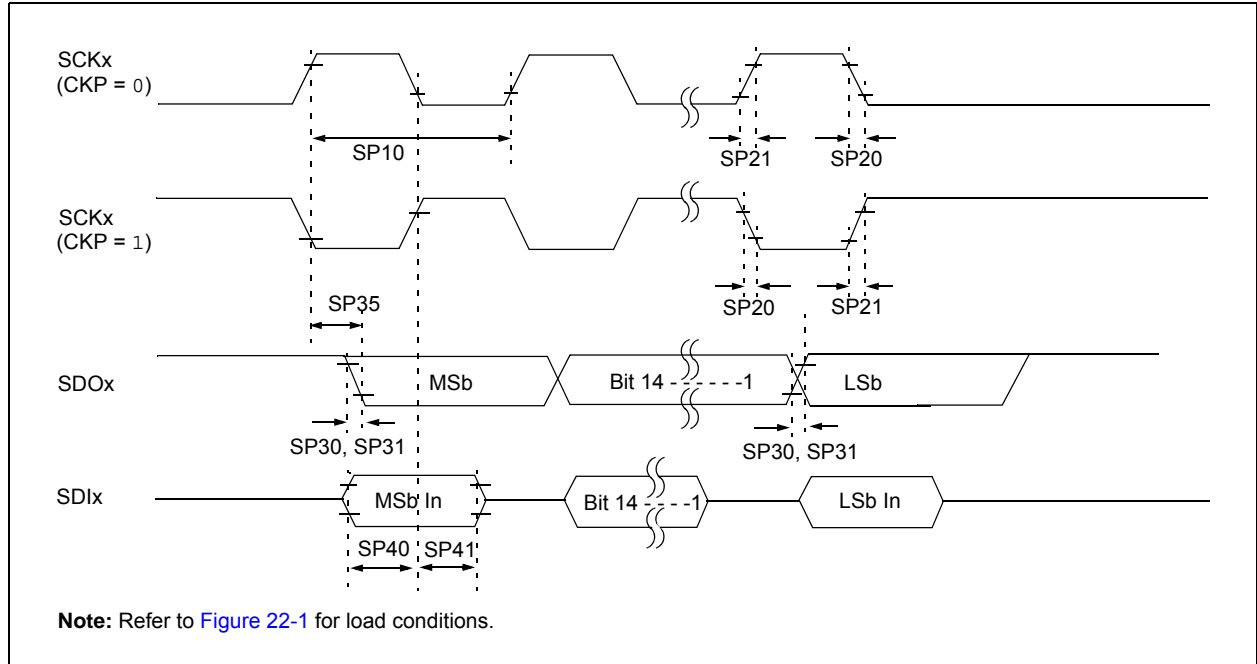 SCKx
(CKP = 0)
SP10
SP21
SP20
SCKx
(CKP = 1)
SP35
SP20
SP21
SDOx
MSb
Bit 14 - - - - - -1
LSb
SP30, SP31
SP30, SP31
SDIx
MSb In
Bit 14 - - - -1
LSb In
SP40
SP41
Note: Refer to Figure 22-1 for load conditions.